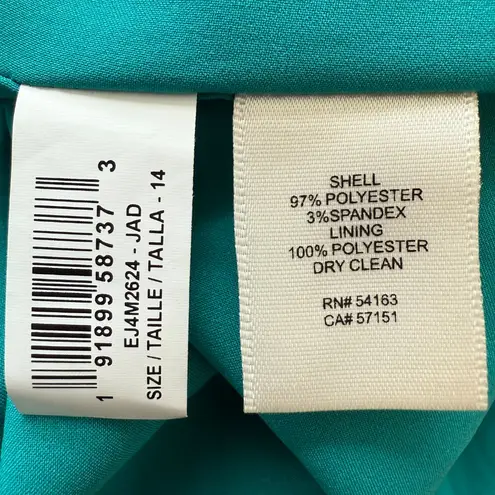 1 91899 58737 3
EJ4M2624 - JAD
SIZE / TAILLE / TALLA - 14
SHELL
97% POLYESTER
3%SPANDEX
LINING
100% POLYESTER
DRY CLEAN
RN# 54163
CA# 57151